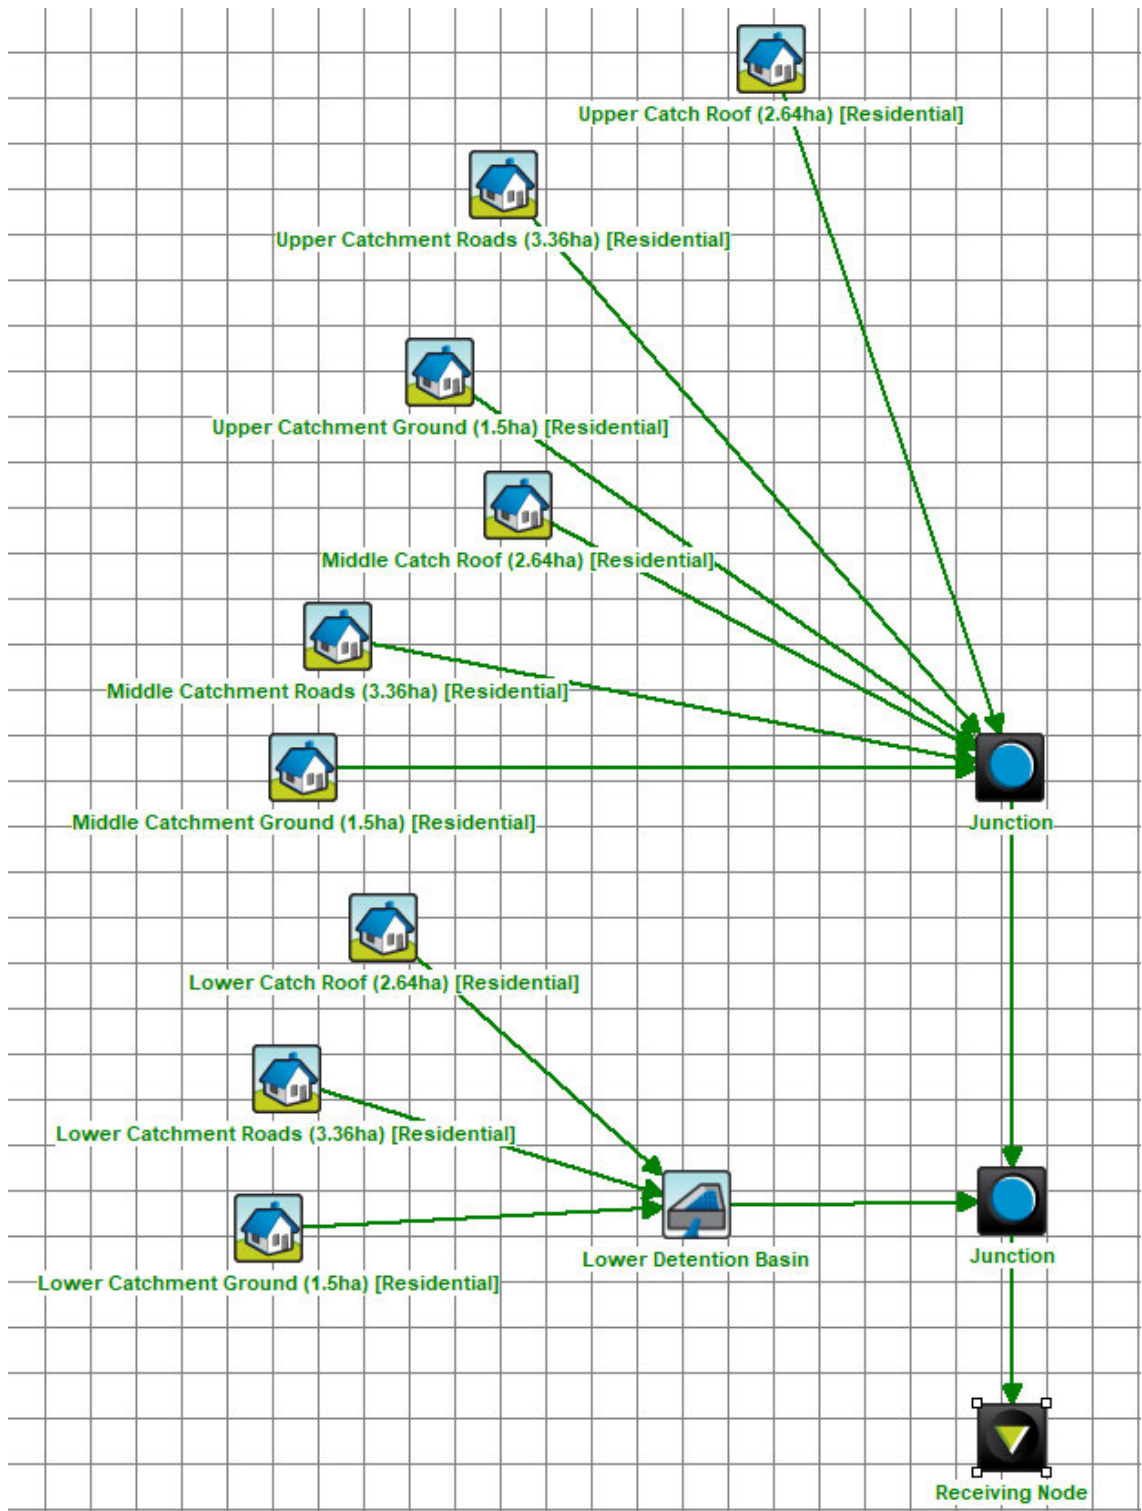 Upper Catch Roof (2.64ha) [Residential]
Upper Catchment Roads (3.36ha) [Residential]
Upper Catchment Ground (1.5ha) [Residential]
Middle Catch Roof (2.64ha) [Residential]
Middle Catchment Roads (3.36ha) [Residential]
Middle Catchment Ground (1.5ha) [Residential]
Junction
Lower Catch Roof (2.64ha) [Residential]
Lower Catchment Roads (3.36ha) [Residential]
Lower Detention Basin
Junction
Lower Catchment Ground (1.5ha) [Residential]
Receiving Node